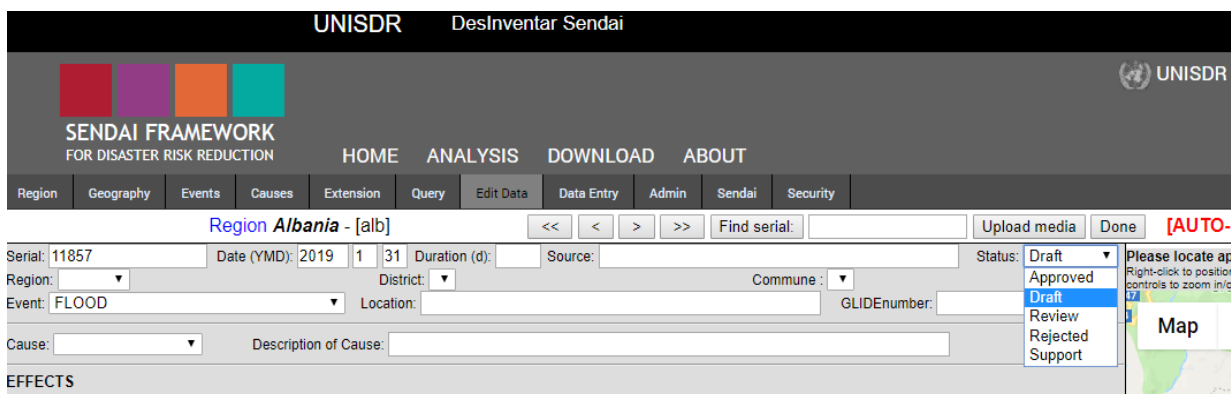 UNISDR DesInventar Sendai
UNISDR
SENDAI FRAMEWORK
FOR DISASTER RISK REDUCTION
HOME ANALYSIS DOWNLOAD ABOUT
Region Geography Events Causes Extension Query Edit Data Data Entry Admin Sendai Security
Region Albania - [alb] << < > >> Find serial: Upload media Done [AUTO-
Serial: 11857 Date (YMD): 2019 1 31 Duration (d): Source: Status: Draft Please locate ap
Right-click to position
controls to zoom in/o
Region: District: Commune : Approved
Event: FLOOD Location: GLIDEnumber: Draft
Review
Rejected
Support
47
Map
Cause: Description of Cause:
EFFECTS